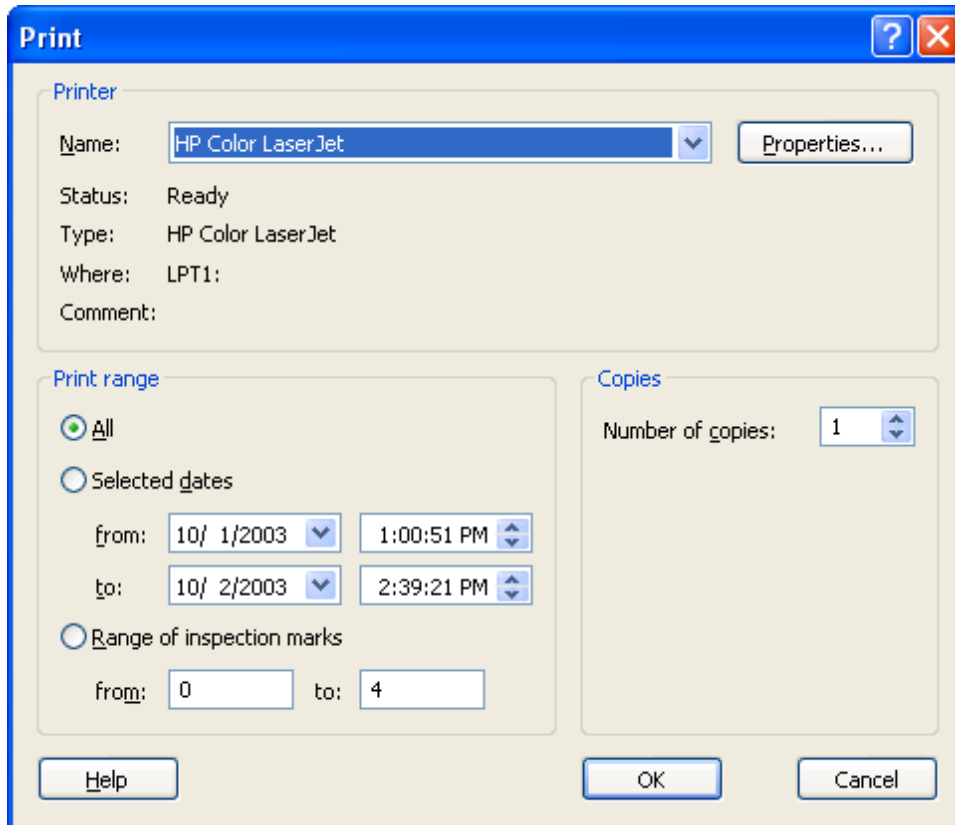 Print
Printer
Name: HP Color LaserJet Properties...
Status: Ready
Type: HP Color LaserJet
Where: LPT1:
Comment:
Print range
All
Selected dates
from: 10/ 1/2003 1:00:51 PM
to: 10/ 2/2003 2:39:21 PM
Range of inspection marks
from: 0 to: 4
Copies
Number of copies: 1
Help OK Cancel